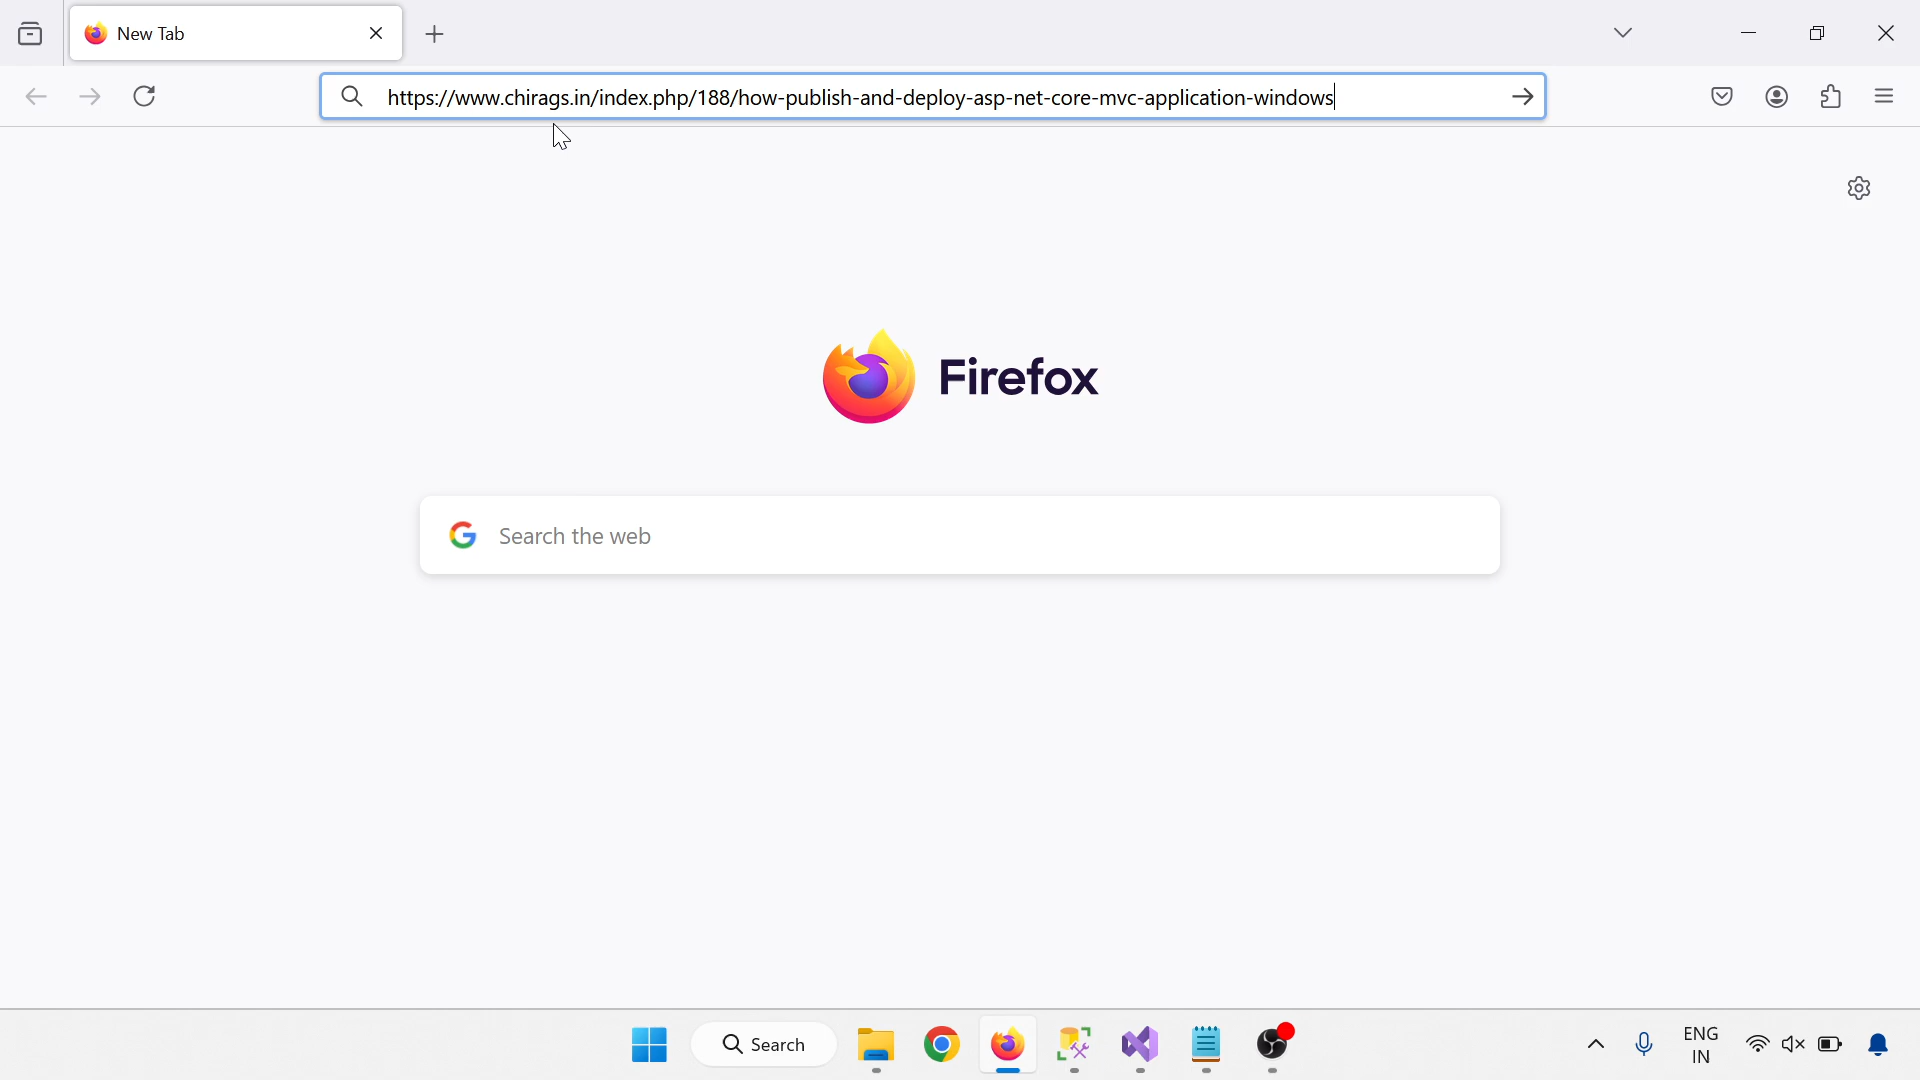 New Tab
https://www.chirags.in/index.php/188/how-publish-and-deploy-asp-net-core-mvc-application-windows
Firefox
Search the web
Search
ENG
IN